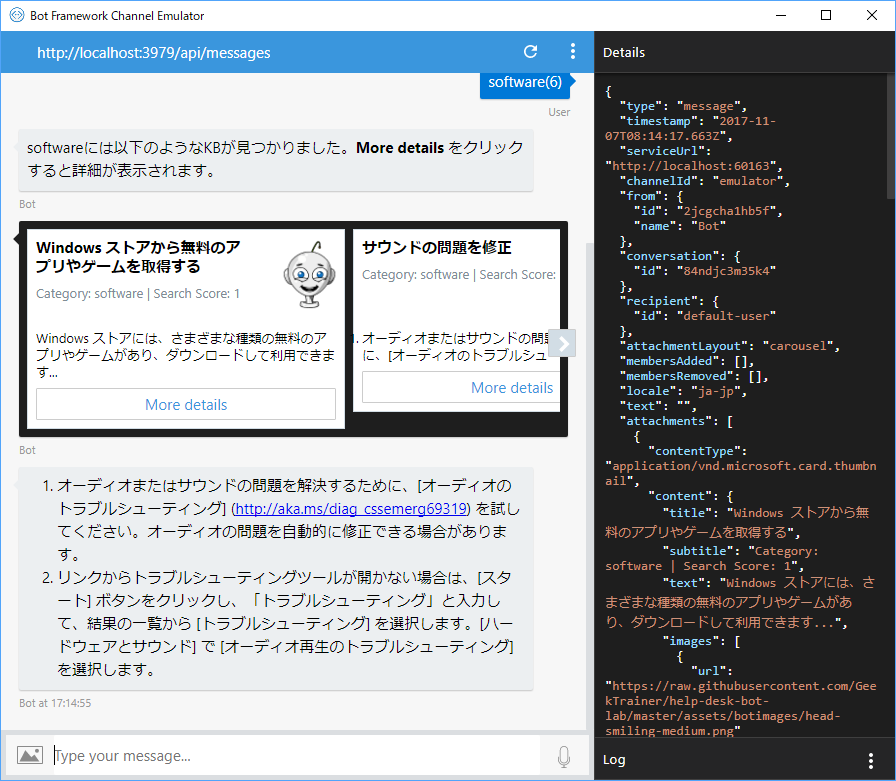 Bot Framework Channel Emulator
http://localhost:3979/api/messages
software(6)
User
softwareには以下のようなKBが見つかりました。More details をクリック
すると詳細が表示されます。
Bot
Windows ストアから無料のア
プリやゲームを取得する
Category: software | Search Score: 1
Windows ストアには、さまざまな種類の無料のア
プリやゲームがあり、ダウンロードして利用できま
す...
More details
サウンドの問題を修正
Category: software | Search Score:
1. オーディオまたはサウンドの問
に、[オーディオのトラブルシュ
More details
Bot
1. オーディオまたはサウンドの問題を解決するために、[オーディオの
トラブルシューティング] (http://aka.ms/diag_cssemerg69319) を試し
てください。オーディオの問題を自動的に修正できる場合がありま
す。
2. リンクからトラブルシューティングツールが開かない場合は、[スタ
ート] ボタンをクリックし、「トラブルシューティング」と入力し
て、結果の一覧から [トラブルシューティング] を選択します。[ハー
ドウェアとサウンド] で [オーディオ再生のトラブルシューティング]
を選択します。
Bot at 17:14:55
Type your message...
Details
{
"type": "message",
"timestamp": "2017-11-
07T08:14:17.663Z",
"serviceUrl":
"http://localhost:60163",
"channelId": "emulator",
"from": {
"id": "2jcgcha1hb5f",
"name": "Bot"
},
"conversation": {
"id": "84ndjc3m35k4"
},
"recipient": {
"id": "default-user"
},
"attachmentLayout": "carousel",
"membersAdded": [],
"membersRemoved": [],
"locale": "ja-jp",
"text": "",
"attachments": [
{
"contentType":
"application/vnd.microsoft.card.thumbn
ail",
"content": {
"title": "Windows ストアから無
料のアプリやゲームを取得する",
"subtitle": "Category:
software | Search Score: 1",
"text": "Windows ストアには、さ
まざまな種類の無料のアプリやゲームがあ
り、ダウンロードして利用できます...",
"images": [
{
"url":
"https://raw.githubusercontent.com/Gee
kTrainer/help-desk-bot-
lab/master/assets/botimages/head-
smiling-medium.png"
Log